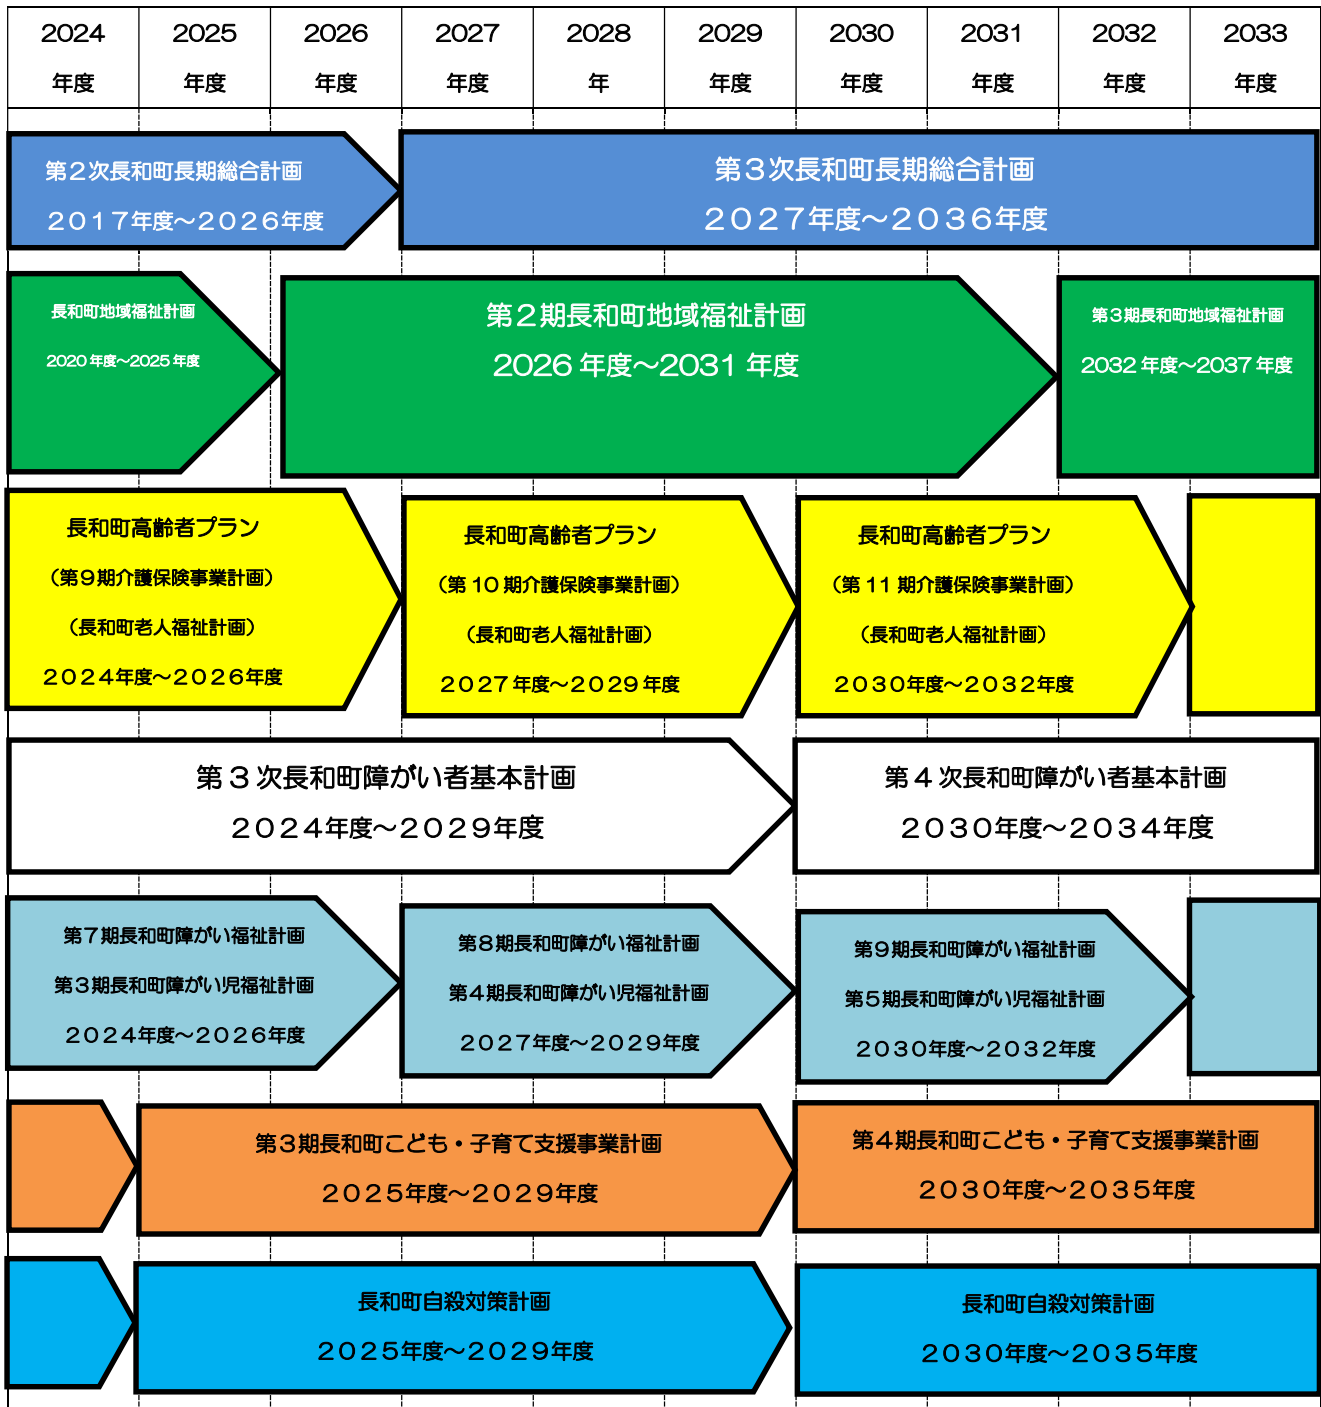 2024 2025 2026 2027 2028 2029 2030 2031 2032 2033
年度 年度 年度 年度 年 年度 年度 年度 年度 年度
第２次長和町長期総合計画
２０１７年度～２０２６年度
第３次長和町長期総合計画
２０２７年度～２０３６年度
長和町地域福祉計画
2020 年度～2025 年度
第２期長和町地域福祉計画
2026 年度～2031 年度
第３期長和町地域福祉計画
2032 年度～2037 年度
長和町高齢者プラン
（第９期介護保険事業計画）
（長和町老人福祉計画）
２０２４年度～２０２６年度
長和町高齢者プラン
（第 10 期介護保険事業計画）
（長和町老人福祉計画）
２０２７年度～２０２９年度
長和町高齢者プラン
（第 11 期介護保険事業計画）
（長和町老人福祉計画）
２０３０年度～２０３２年度
第３次長和町障がい者基本計画
２０２４年度～２０２９年度
第４次長和町障がい者基本計画
２０３０年度～２０３４年度
第７期長和町障がい福祉計画
第３期長和町障がい児福祉計画
２０２４年度～２０２６年度
第８期長和町障がい福祉計画
第４期長和町障がい児福祉計画
２０２７年度～２０２９年度
第９期長和町障がい福祉計画
第５期長和町障がい児福祉計画
２０３０年度～２０３２年度
第３期長和町こども・子育て支援事業計画
２０２５年度～２０２９年度
第４期長和町こども・子育て支援事業計画
２０３０年度～２０３５年度
長和町自殺対策計画
２０２５年度～２０２９年度
長和町自殺対策計画
２０３０年度～２０３５年度